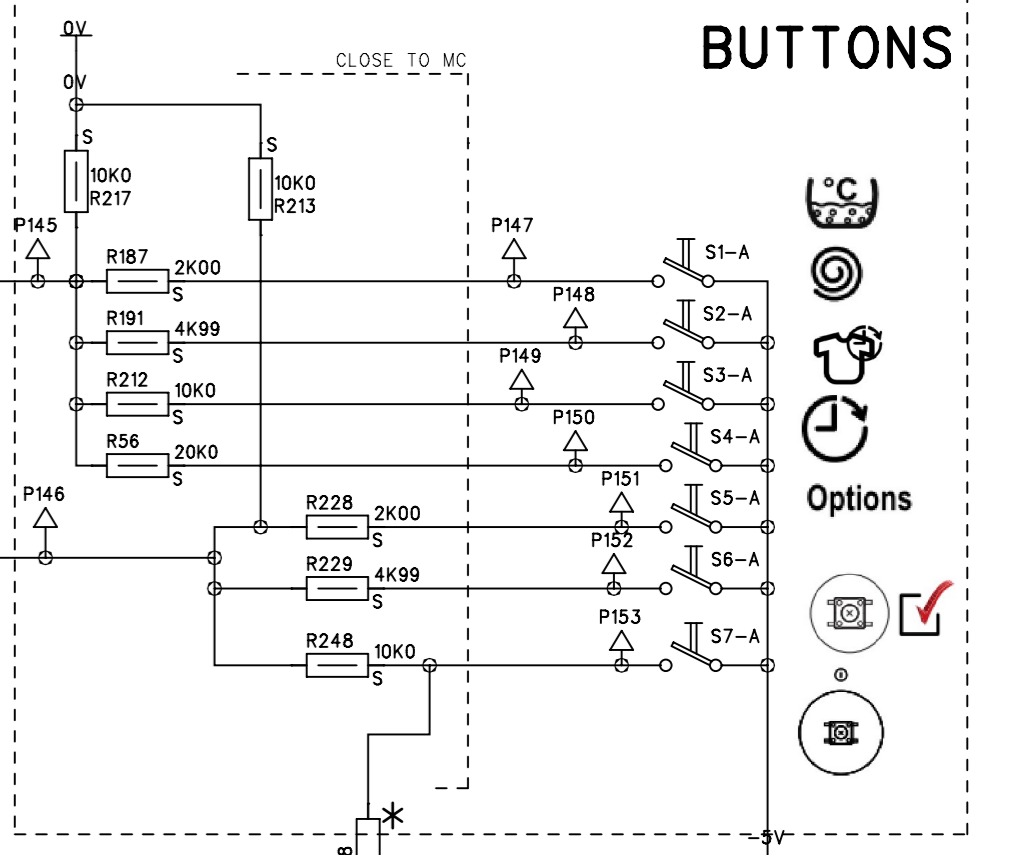 0V
BUTTONS
CLOSE TO MC
0V
S
S
10K0
R217
10K0
R213
°C
P145
P147
R187
2K00
S
S1-A
P148
R191
4K99
S
S2-A
P149
R212
10K0
S
S3-A
P150
R56
20K0
S
S4-A
P146
P151
R228
2K00
S
S5-A
Options
P152
R229
4K99
S
S6-A
P153
R248
10K0
S
S7-A
*
-5V
8